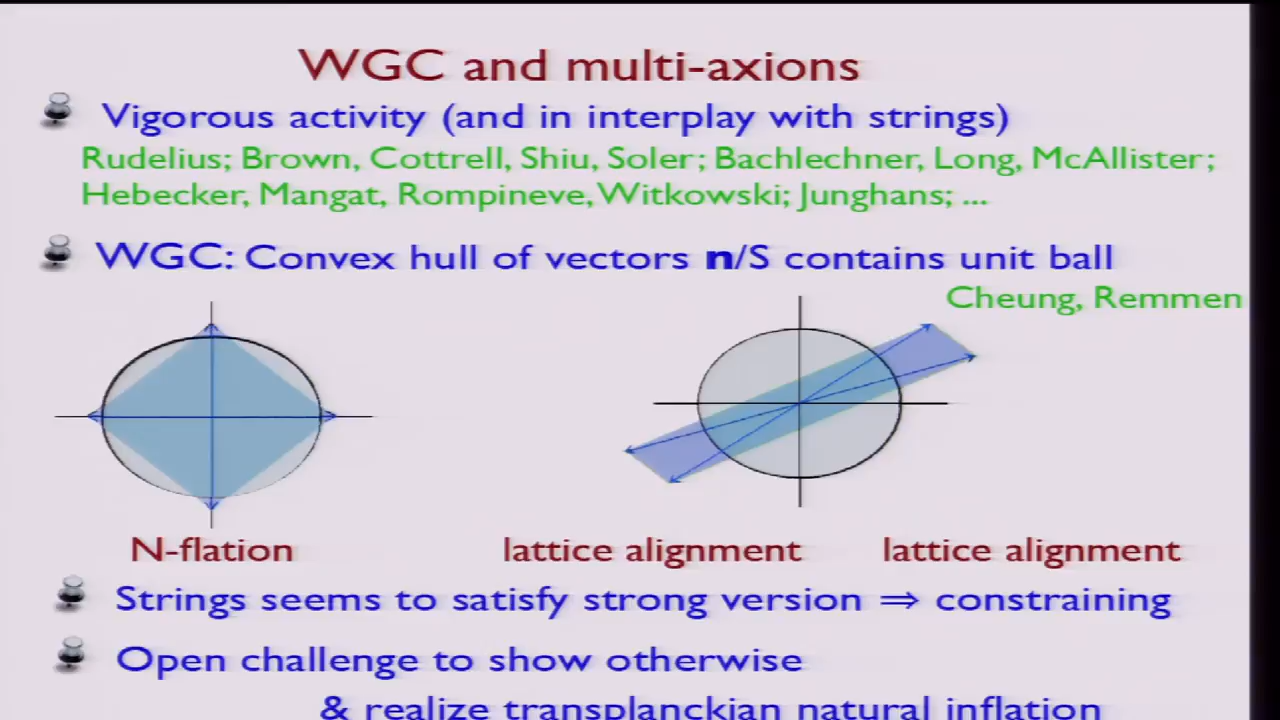 WGC and multi-axions
Vigorous activity (and in interplay with strings)
Rudelius; Brown, Cottrell, Shiu, Soler; Bachlechner, Long, McAllister;
Hebecker, Mangat, Rompineve, Witkowski; Junghans; ...
WGC: Convex hull of vectors n/S contains unit ball
Cheung, Remmen
N-flation lattice alignment lattice alignment
Strings seems to satisfy strong version ⇒ constraining
Open challenge to show otherwise
& realize transplanckian natural inflation